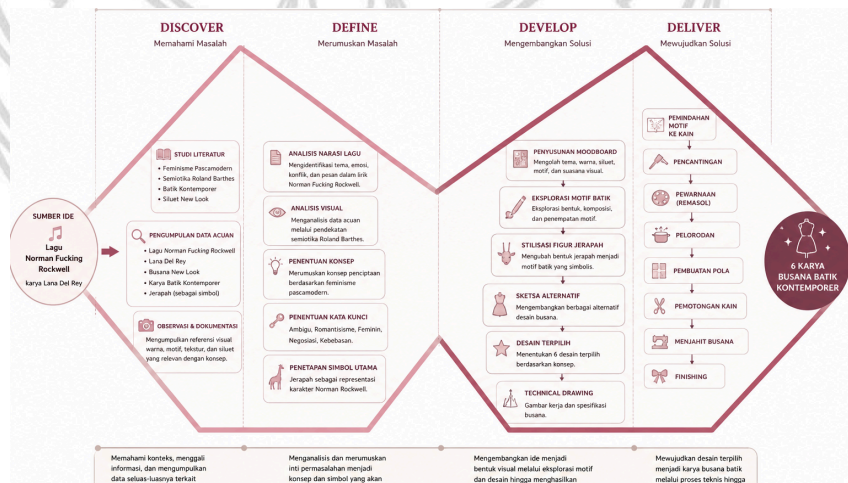 DISCOVER
Memahami Masalah
DEFINE
Merumuskan Masalah
DEVELOP
Mengembangkan Solusi
DELIVER
Mewujudkan Solusi
SUMBER IDE
Lagu
Norman Fucking
Rockwell
karya Lana Del Rey
STUDI LITERATUR
• Feminisme Pascamodern
• Semiotika Roland Barthes
• Batik Kontemporer
• Siluet New Look
PENGUMPULAN DATA ACUAN
• Lagu Norman Fucking Rockwell
• Lana Del Rey
• Busana New Look
• Karya Batik Kontemporer
• Jerapah (sebagai simbol)
OBSERVASI & DOKUMENTASI
Mengumpulkan referensi visual
warna, motif, tekstur, dan siluet
yang relevan dengan konsep.
ANALISIS NARASI LAGU
Mengidentifikasi tema, emosi,
konflik, dan pesan dalam lirik
Norman Fucking Rockwell.
ANALISIS VISUAL
Menganalisis data acuan
melalui pendekatan
semiotika Roland Barthes.
PENENTUAN KONSEP
Merumuskan konsep penciptaan
berdasarkan feminisme
pascamodern.
PENENTUAN KATA KUNCI
Ambigu, Romantisisme, Feminin,
Negosiasi, Kebebasan.
PENETAPAN SIMBOL UTAMA
Jerapah sebagai representasi
karakter Norman Rockwell.
PENYUSUNAN MOODBOARD
Mengolah tema, warna, siluet,
motif, dan suasana visual.
EKSPLORASI MOTIF BATIK
Eksplorasi bentuk, komposisi,
dan penempatan motif.
STILISASI FIGUR JERAPAH
Mengubah bentuk jerapah menjadi
motif batik yang simbolis.
SKETSA ALTERNATIF
Mengembangkan berbagai alternatif
desain busana.
DESAIN TERPILIH
Menentukan 6 desain terpilih
berdasarkan konsep.
TECHNICAL DRAWING
Gambar kerja dan spesifikasi
busana.
PEMINDAHAN
MOTIF
KE KAIN
PENCANTINGAN
PEWARNAAN
(REMASOL)
PELORODAN
PEMBUATAN POLA
PEMOTONGAN KAIN
MENJAHIT BUSANA
FINISHING
6 KARYA
BUSANA BATIK
KONTEMPORER
Memahami konteks, menggali
informasi, dan mengumpulkan
data seluas-luasnya terkait
Menganalisis dan merumuskan
inti permasalahan menjadi
konsep dan simbol yang akan
Mengembangkan ide menjadi
bentuk visual melalui eksplorasi motif
dan desain hingga menghasilkan
Mewujudkan desain terpilih
menjadi karya busana batik
melalui proses teknis hingga